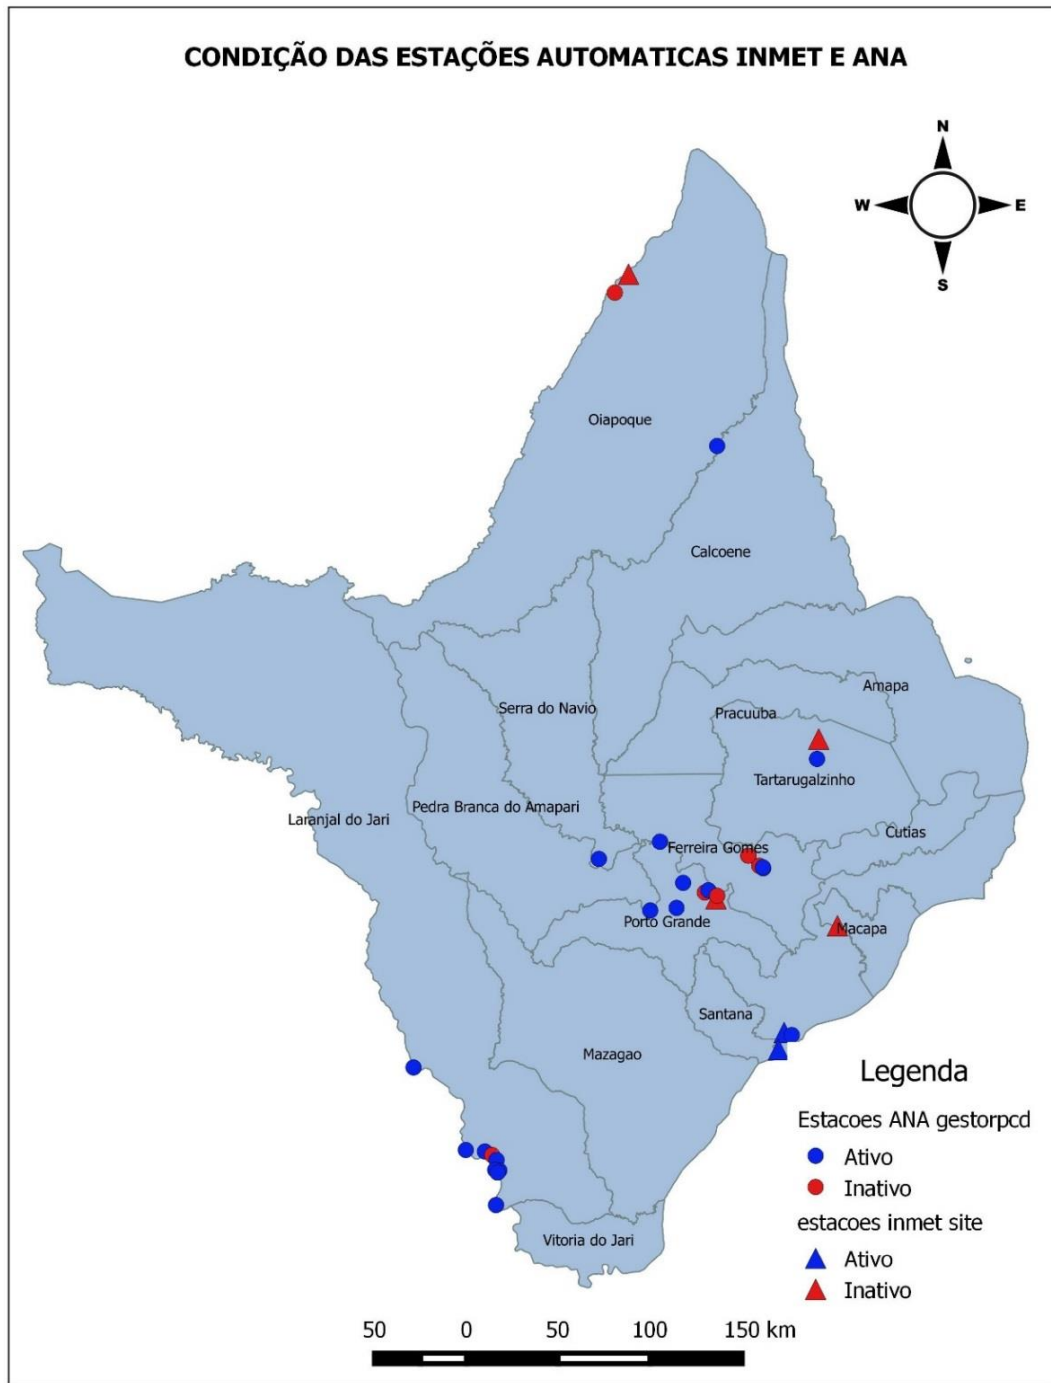 CONDIÇÃO DAS ESTAÇÕES AUTOMATICAS INMET E ANA
N
W
E
S
Oiapoque
Calcoene
Amapa
Serra do Navio
Pracuüba
Tartarugalzinho
Pedra Branca do Amapari
Laranjal do Jari
Cutias
Ferreira Gomes
Porto Grande
Macapa
Santana
Mazagao
Vitoria do Jari
Legenda
Estacoes ANA gestorpcd
Ativo
Inativo
estacoes inmet site
Ativo
Inativo
50 0 50 100 150 km